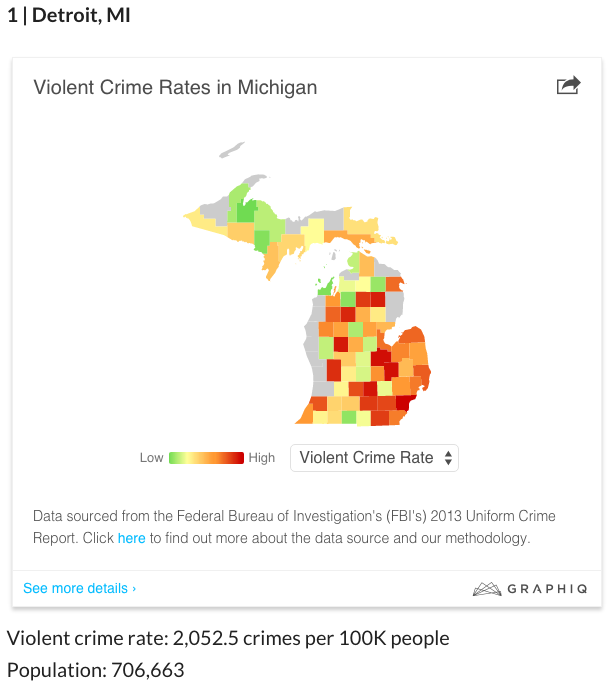 1 | Detroit, MI
Violent Crime Rates in Michigan
Low High Violent Crime Rate
Data sourced from the Federal Bureau of Investigation's (FBI's) 2013 Uniform Crime
Report. Click here to find out more about the data source and our methodology.
See more details › GRAPHIQ
Violent crime rate: 2,052.5 crimes per 100K people
Population: 706,663